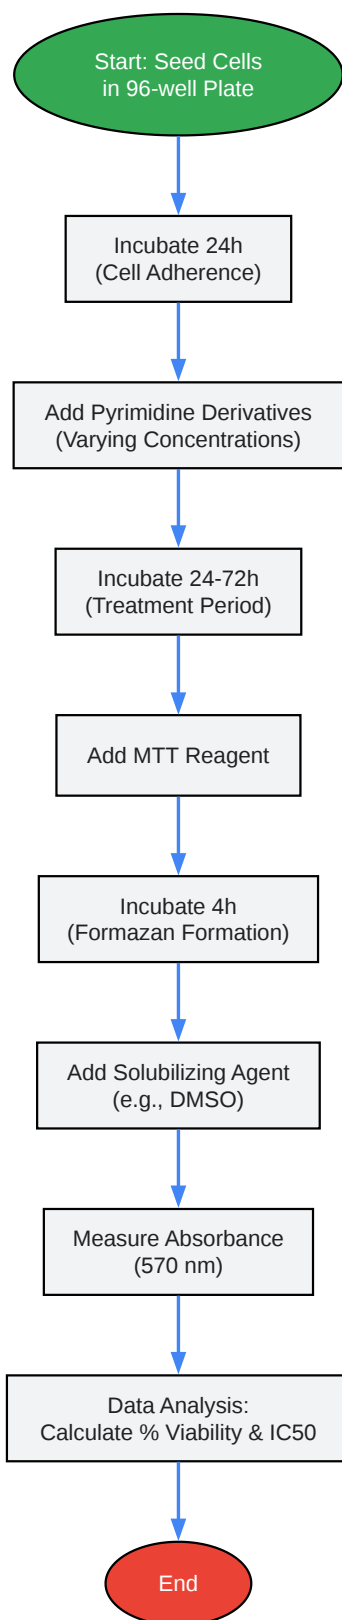 Start: Seed Cells
in 96-well Plate
Incubate 24h
(Cell Adherence)
Add Pyrimidine Derivatives
(Varying Concentrations)
Incubate 24-72h
(Treatment Period)
Add MTT Reagent
Incubate 4h
(Formazan Formation)
Add Solubilizing Agent
(e.g., DMSO)
Measure Absorbance
(570 nm)
Data Analysis:
Calculate % Viability & IC50
End